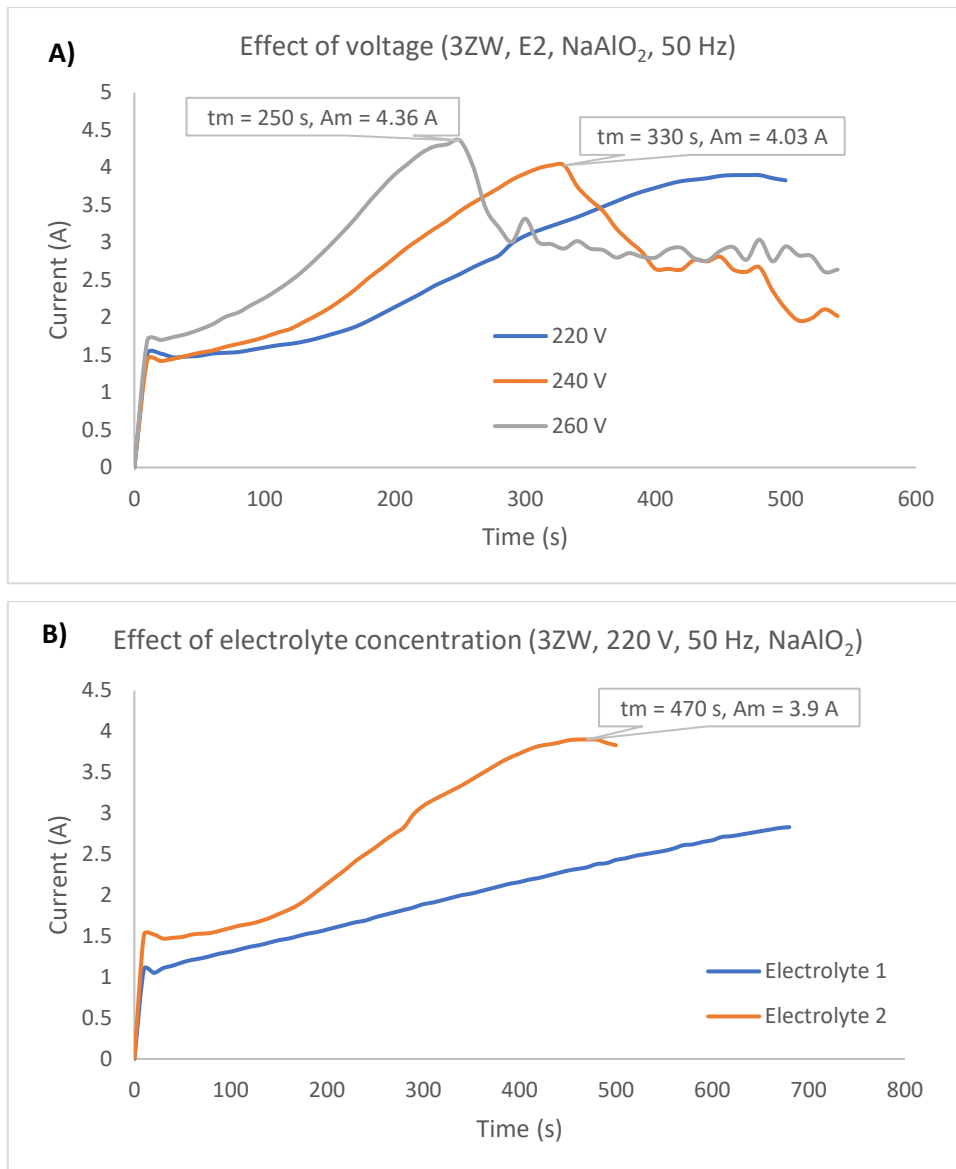 A)
Effect of voltage (3ZW, E2, NaAlO₂, 50 Hz)
tm = 250 s, Am = 4.36 A
tm = 330 s, Am = 4.03 A
5
4.5
4
3.5
3
2.5
2
1.5
1
0.5
0
Current (A)
220 V
240 V
260 V
0 100 200 300 400 500 600
Time (s)
B)
Effect of electrolyte concentration (3ZW, 220 V, 50 Hz, NaAlO₂)
tm = 470 s, Am = 3.9 A
4.5
4
3.5
3
2.5
2
1.5
1
0.5
0
Current (A)
Electrolyte 1
Electrolyte 2
0 100 200 300 400 500 600 700 800
Time (s)